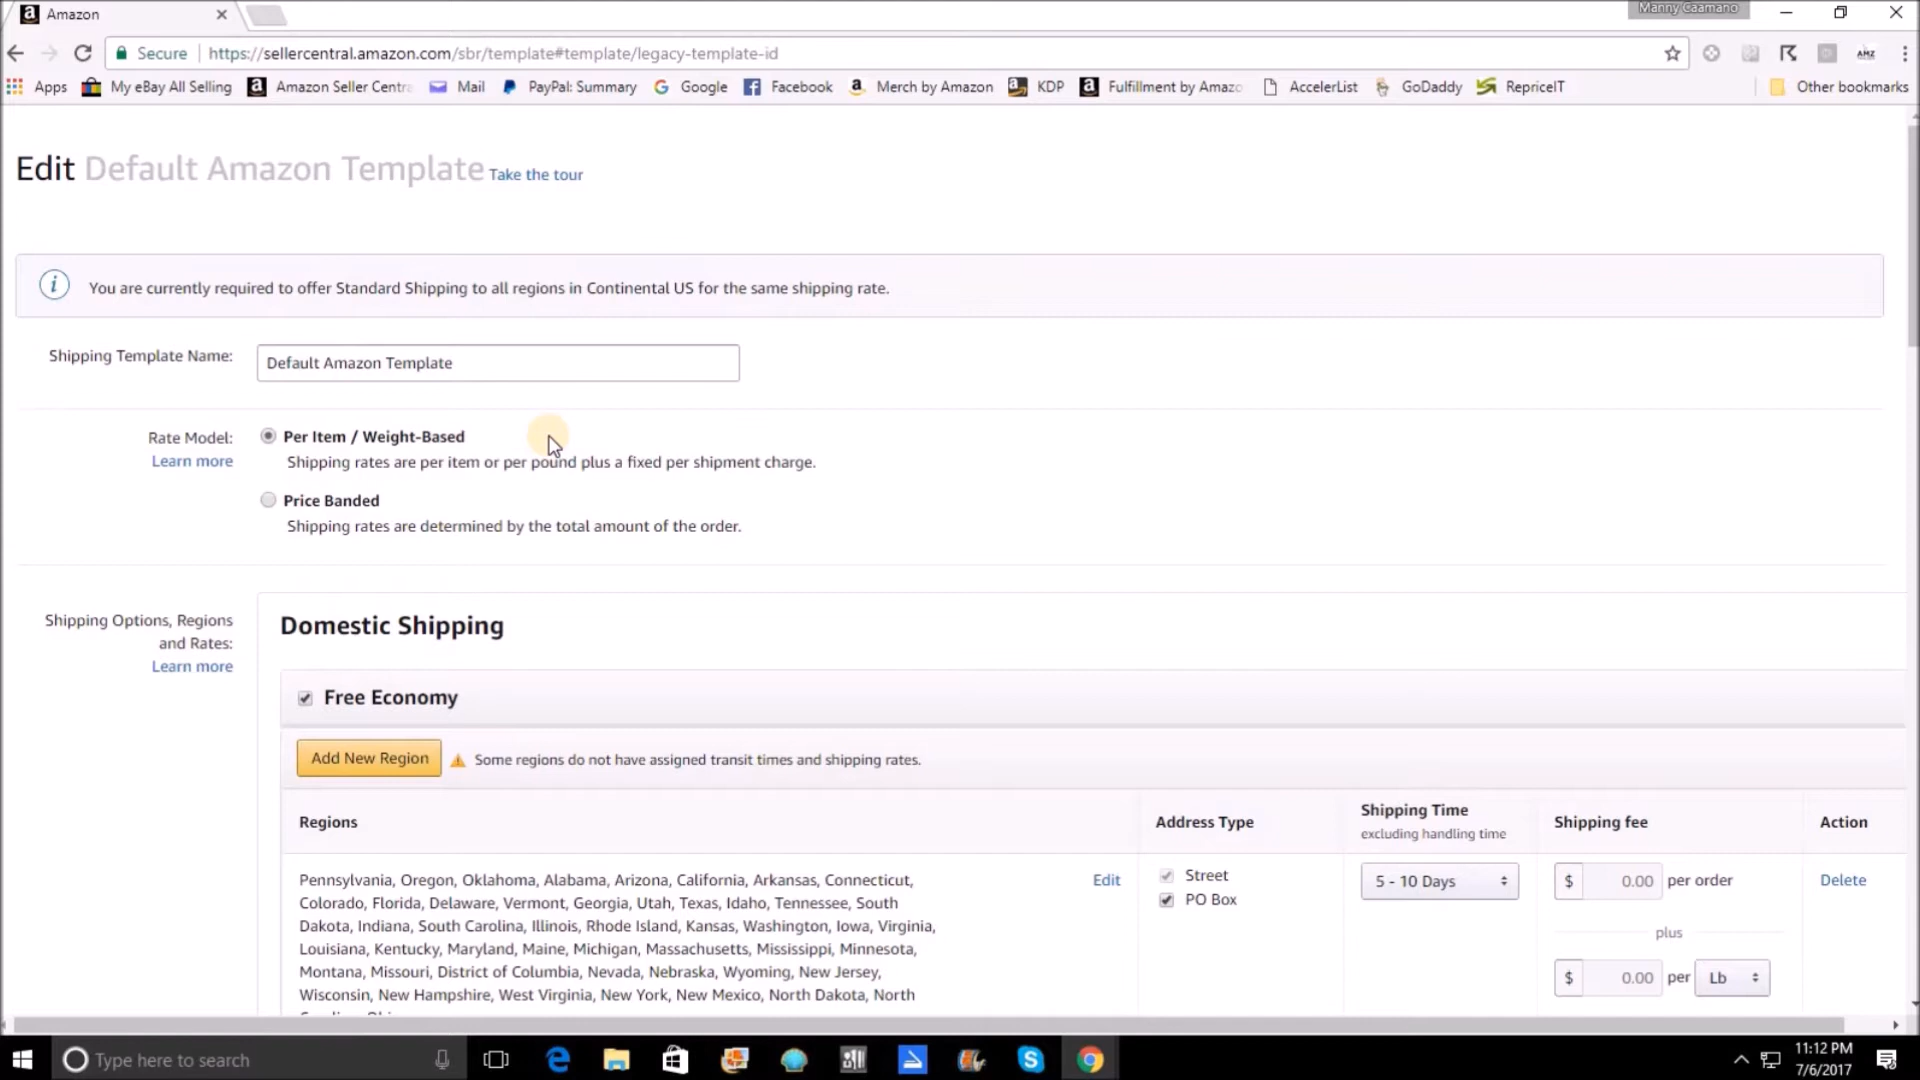 Amazon
Manny Caamano
Secure https://sellercentral.amazon.com/sbr/template#template/legacy-template-id
AMZ
Apps My eBay All Selling Amazon Seller Centra Mail PayPal: Summary Google Facebook Merch by Amazon KDP Fulfillment by Amazo AccelerList GoDaddy RepriceIT Other bookmarks
Edit Default Amazon Template Take the tour
You are currently required to offer Standard Shipping to all regions in Continental US for the same shipping rate.
Shipping Template Name: Default Amazon Template
Rate Model: Per Item / Weight-Based
Learn more Shipping rates are per item or per pound plus a fixed per shipment charge.
Price Banded
Shipping rates are determined by the total amount of the order.
Shipping Options, Regions
and Rates:
Learn more
Domestic Shipping
Free Economy
Add New Region Some regions do not have assigned transit times and shipping rates.
Regions Address Type Shipping Time Shipping fee Action
excluding handling time
Pennsylvania, Oregon, Oklahoma, Alabama, Arizona, California, Arkansas, Connecticut, Edit Street 5 - 10 Days $ 0.00 per order Delete
Colorado, Florida, Delaware, Vermont, Georgia, Utah, Texas, Idaho, Tennessee, South PO Box
Dakota, Indiana, South Carolina, Illinois, Rhode Island, Kansas, Washington, Iowa, Virginia,
plus
Louisiana, Kentucky, Maryland, Maine, Michigan, Massachusetts, Mississippi, Minnesota,
Montana, Missouri, District of Columbia, Nevada, Nebraska, Wyoming, New Jersey, $ 0.00 per Lb
Wisconsin, New Hampshire, West Virginia, New York, New Mexico, North Dakota, North
Type here to search
11:12 PM
7/6/2017